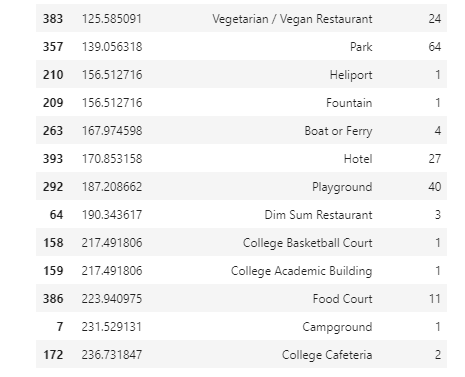 383 125.585091 Vegetarian / Vegan Restaurant 24
357 139.056318 Park 64
210 156.512716 Heliport 1
209 156.512716 Fountain 1
263 167.974598 Boat or Ferry 4
393 170.853158 Hotel 27
292 187.208662 Playground 40
64 190.343617 Dim Sum Restaurant 3
158 217.491806 College Basketball Court 1
159 217.491806 College Academic Building 1
386 223.940975 Food Court 11
7 231.529131 Campground 1
172 236.731847 College Cafeteria 2